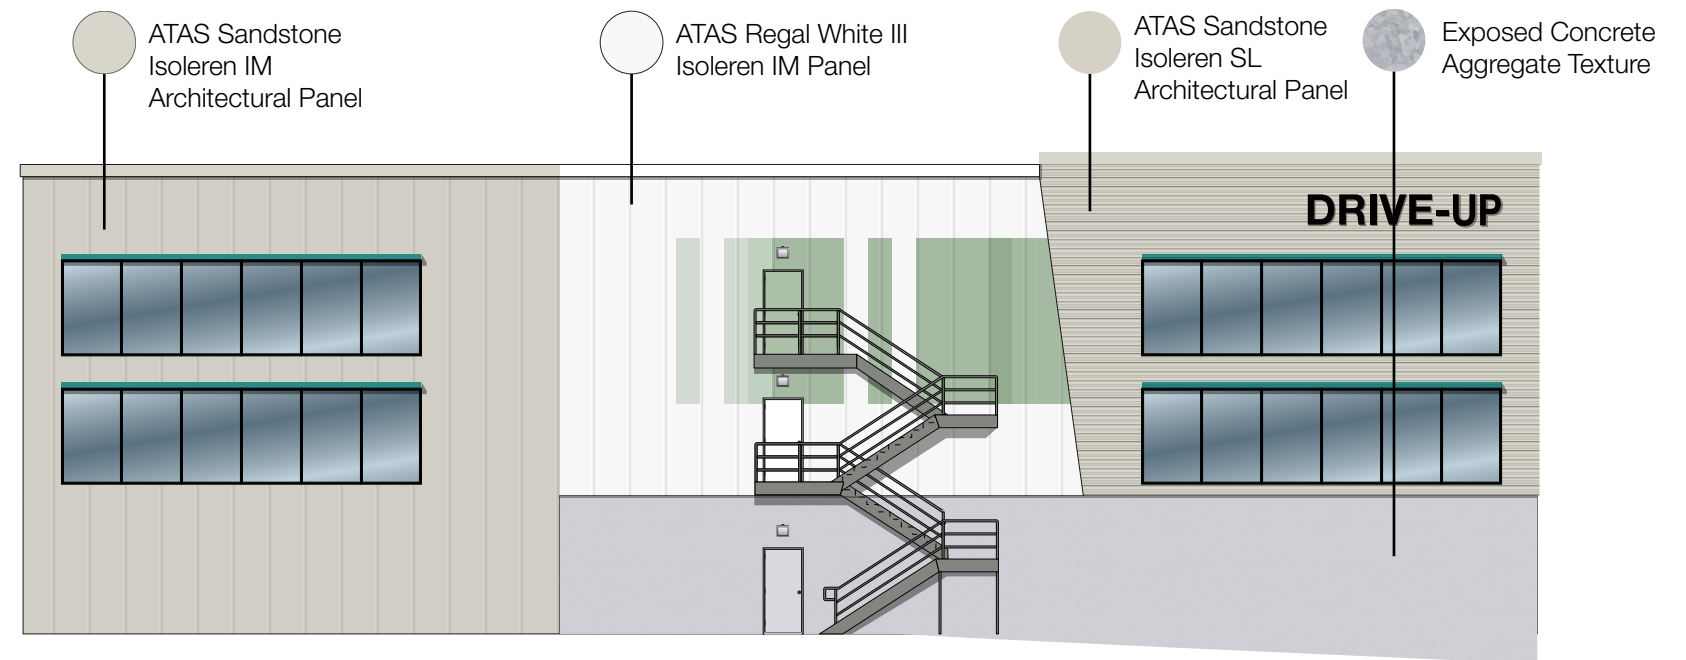 ATAS Sandstone
Isoleren IM
Architectural Panel
ATAS Regal White III
Isoleren IM Panel
ATAS Sandstone
Isoleren SL
Architectural Panel
Exposed Concrete
Aggregate Texture
DRIVE-UP